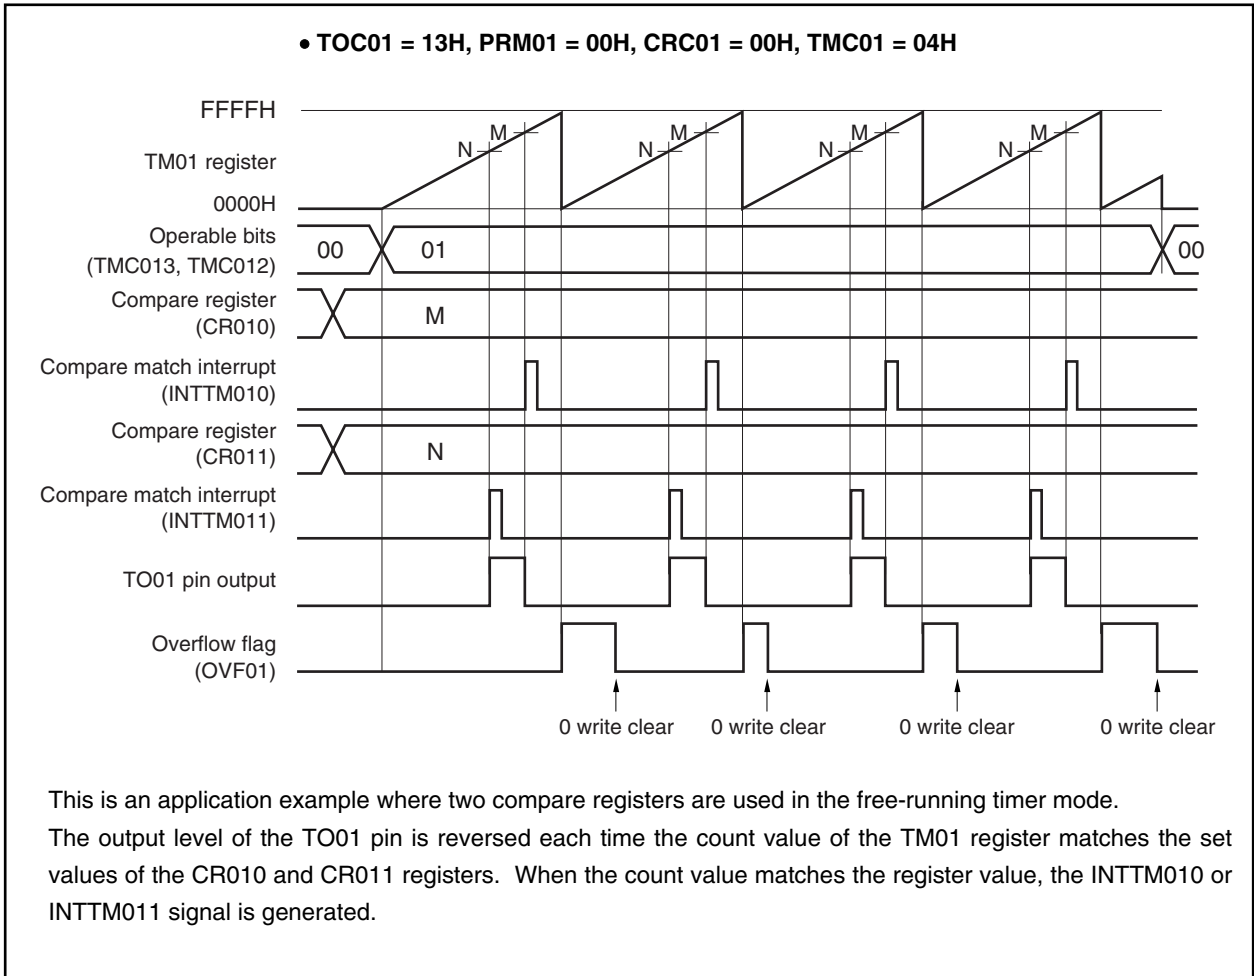 • TOC01 = 13H, PRM01 = 00H, CRC01 = 00H, TMC01 = 04H
FFFFH
M M M M
N N N N
TM01 register
0000H
Operable bits
(TMC013, TMC012)
00 01 00
Compare register
(CR010)
M
Compare match interrupt
(INTTM010)
Compare register
(CR011)
N
Compare match interrupt
(INTTM011)
TO01 pin output
Overflow flag
(OVF01)
0 write clear 0 write clear 0 write clear 0 write clear
This is an application example where two compare registers are used in the free-running timer mode.
The output level of the TO01 pin is reversed each time the count value of the TM01 register matches the set
values of the CR010 and CR011 registers. When the count value matches the register value, the INTTM010 or
INTTM011 signal is generated.